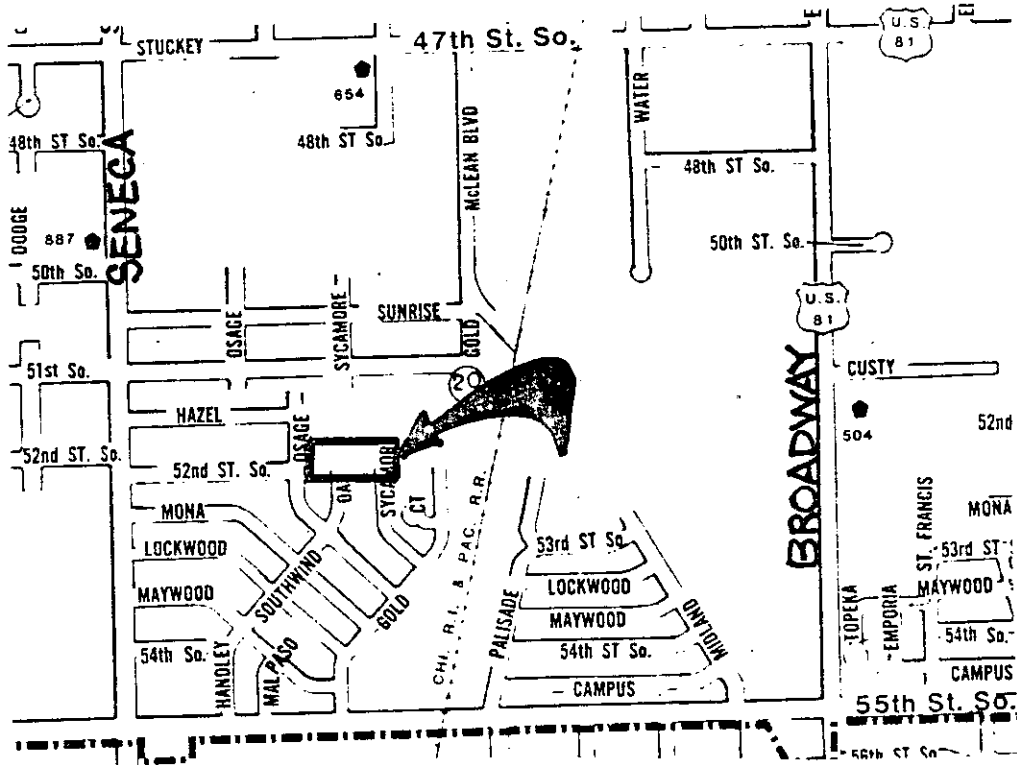 STUCKEY
47th St. So.
U.S.
81
654
48th ST So.
48th ST So.
McLEAN BLVD
WATER
48th ST So.
SENECA
DODGE
887
50th So.
50th ST. So.
U.S.
81
OSAGE
SYCAMORE
SUNRISE
GOLD
51st So.
20
BROADWAY
CUSTY
HAZEL
OSAGE
504
52nd
52nd ST. So.
52nd ST. So.
OA
SYCAMOR
CT
MONA
LOCKWOOD
SOUTHWIND
MAYWOOD
GOLD
CHI. R.I. & PAC. R.R.
PALISADE
53rd ST So.
LOCKWOOD
MAYWOOD
MIDLAND
54th ST So.
CAMPUS
ST. FRANCIS
MONA
53rd ST
MAYWOOD
TOPEKA
EMPORIA
54th So.
CAMPUS
54th So.
HANDLEY
MAL PASO
55th St. So.
56th ST So